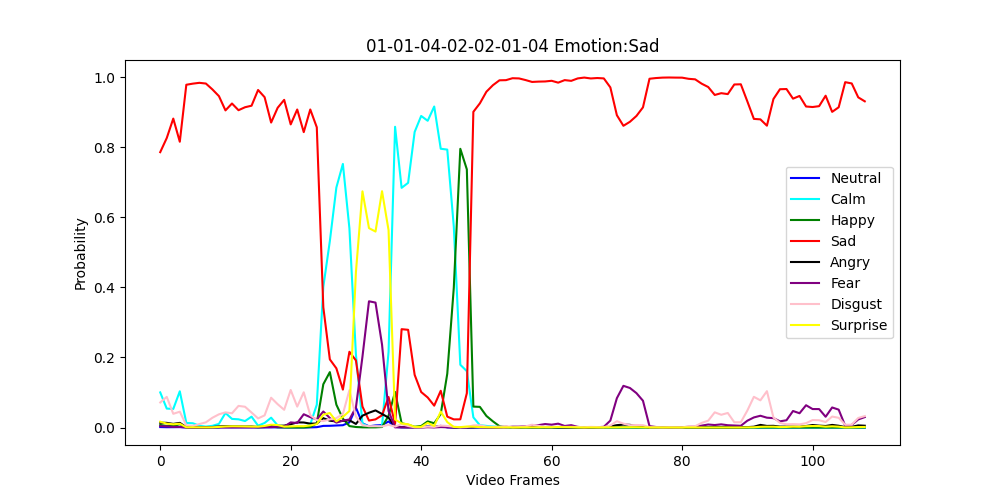 01-01-04-02-02-01-04 Emotion:Sad
Probability
1.0
0.8
0.6
0.4
0.2
0.0
0
20
40
60
80
100
Video Frames
Neutral
Calm
Happy
Sad
Angry
Fear
Disgust
Surprise